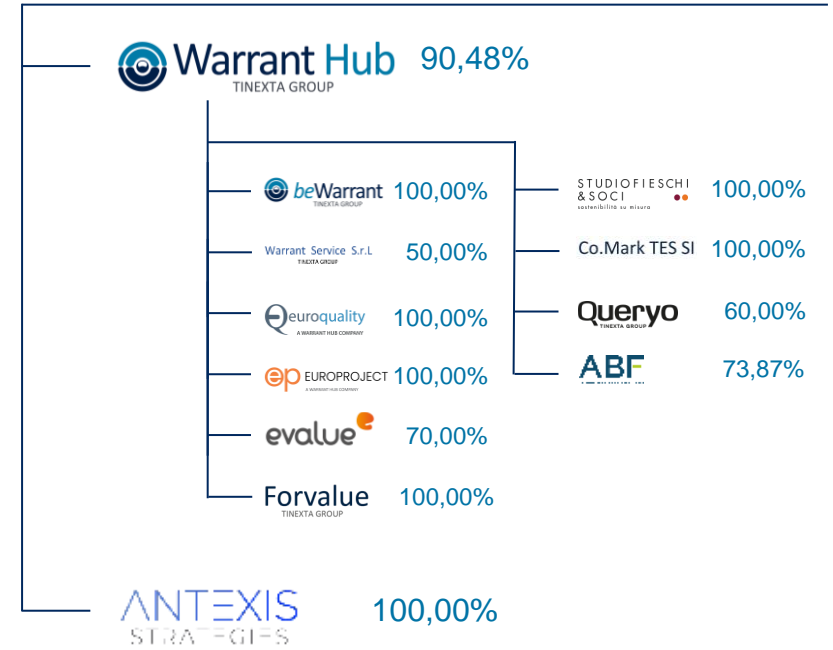 Warrant Hub 90,48%
TINEXTA GROUP
beWarrant 100,00%
TINEXTA GROUP
Warrant Service S.r.L 50,00%
TINEXTA GROUP
euroquality 100,00%
A WARRANT HUB COMPANY
ep EUROPROJECT 100,00%
A WARRANT HUB COMPANY
evalue 70,00%
Forvalue 100,00%
TINEXTA GROUP
STUDIOFIESCHI 100,00%
&SOCI
sostenibilità su misura
Co.Mark TES SI 100,00%
Queryo 60,00%
TINEXTA GROUP
ABF 73,87%
ANTEXIS 100,00%
STRATEGIES